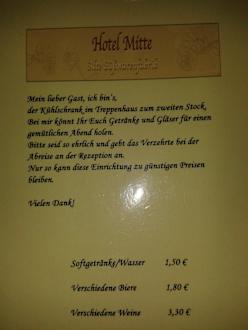 Hotel Mitte
Mein lieber Gast, ich bin's,
der Kühlschrank im Treppenhaus zum zweiten Stock,
Bei mir könnt Ihr Euch Getränke und Gläser für einen
gemütlichen Abend holen.
Bitte seid so ehrlich und gebt das Verzehrte bei der
Abreise an der Rezeption an.
Nur so kann diese Einrichtung zu günstigen Preisen
bleiben.
Vielen Dank!
Softgetränke/Wasser 1,50 €
Verschiedene Biere 1,80 €
Verschiedene Weine 3,30 €